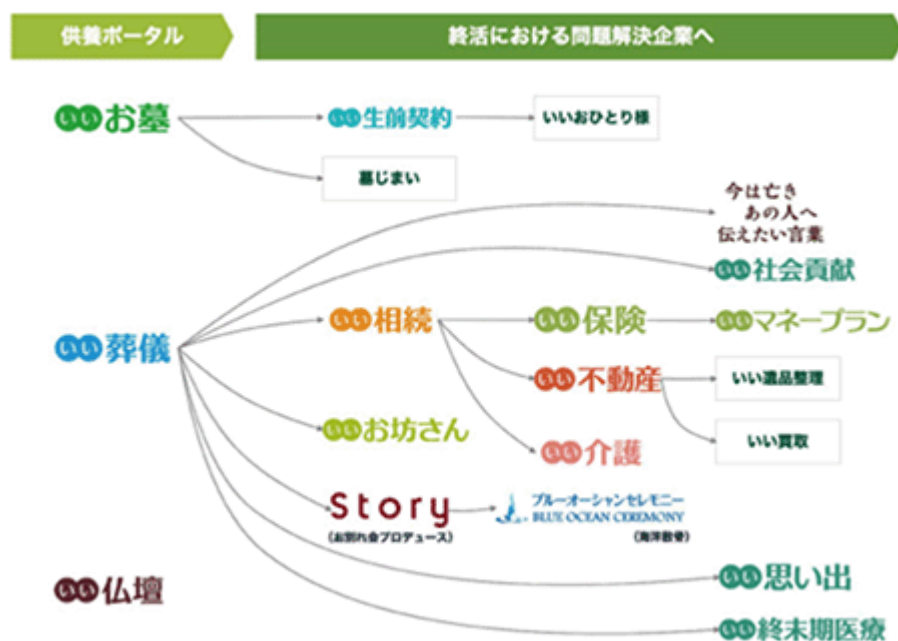 供養ポータル
終活における問題解決企業へ
いいお墓
いい生前契約
いいおひとり様
墓じまい
今は亡き
あの人へ
伝えたい言葉
いい社会貢献
いい葬儀
いい相続
いい保険
いいマネープラン
いい不動産
いい遺品整理
いいお坊さん
いい買取
いい介護
Story
(お別れ会プロデュース)
ブルーオーシャンセレモニー
BLUE OCEAN CEREMONY
(海洋散骨)
いい仏壇
いい思い出
いい終末期医療